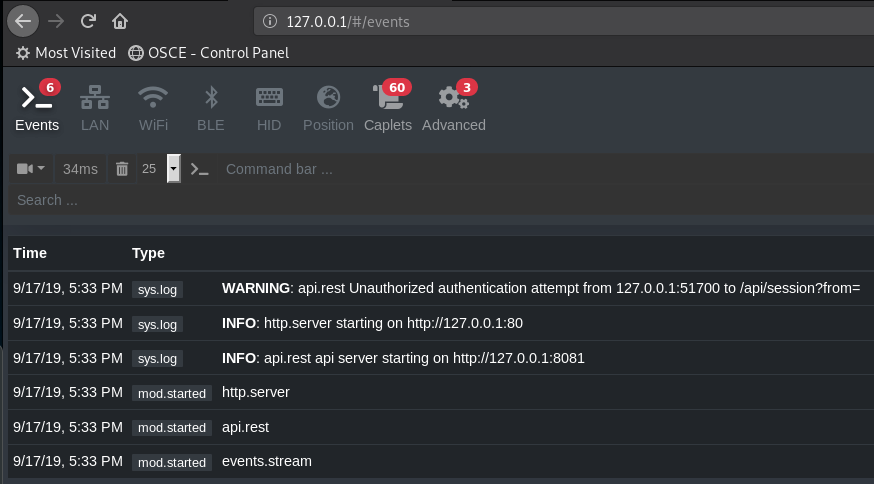 127.0.0.1/#/events
Most Visited OSCE - Control Panel
6 60 3
Events LAN WiFi BLE HID Position Caplets Advanced
34ms 25 Command bar ...
Search ...
Time Type
9/17/19, 5:33 PM sys.log WARNING: api.rest Unauthorized authentication attempt from 127.0.0.1:51700 to /api/session?from=
9/17/19, 5:33 PM sys.log INFO: http.server starting on http://127.0.0.1:80
9/17/19, 5:33 PM sys.log INFO: api.rest api server starting on http://127.0.0.1:8081
9/17/19, 5:33 PM mod.started http.server
9/17/19, 5:33 PM mod.started api.rest
9/17/19, 5:33 PM mod.started events.stream